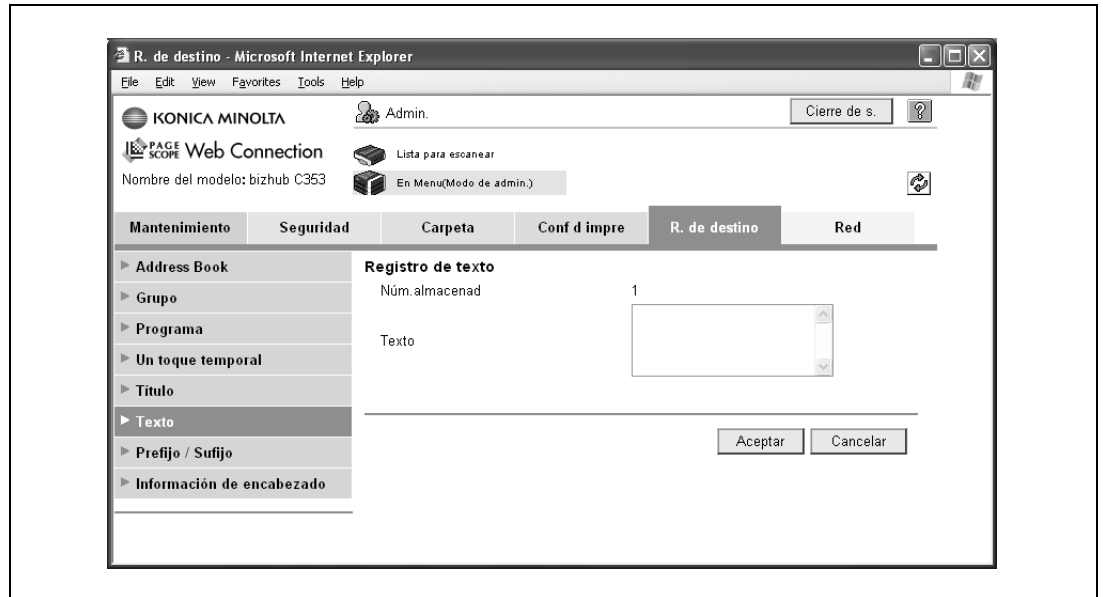 R. de destino - Microsoft Internet Explorer
File Edit View Favorites Tools Help
KONICA MINOLTA
Admin.
Cierre de s.
?
PAGE SCOPE Web Connection
Lista para escanear
Nombre del modelo: bizhub C353
En Menu(Modo de admin.)
Mantenimiento Seguridad Carpeta Conf d impre R. de destino Red
Address Book
Grupo
Programa
Un toque temporal
Título
Texto
Prefijo / Sufijo
Información de encabezado
Registro de texto
Núm.almacenad 1
Texto
Aceptar Cancelar